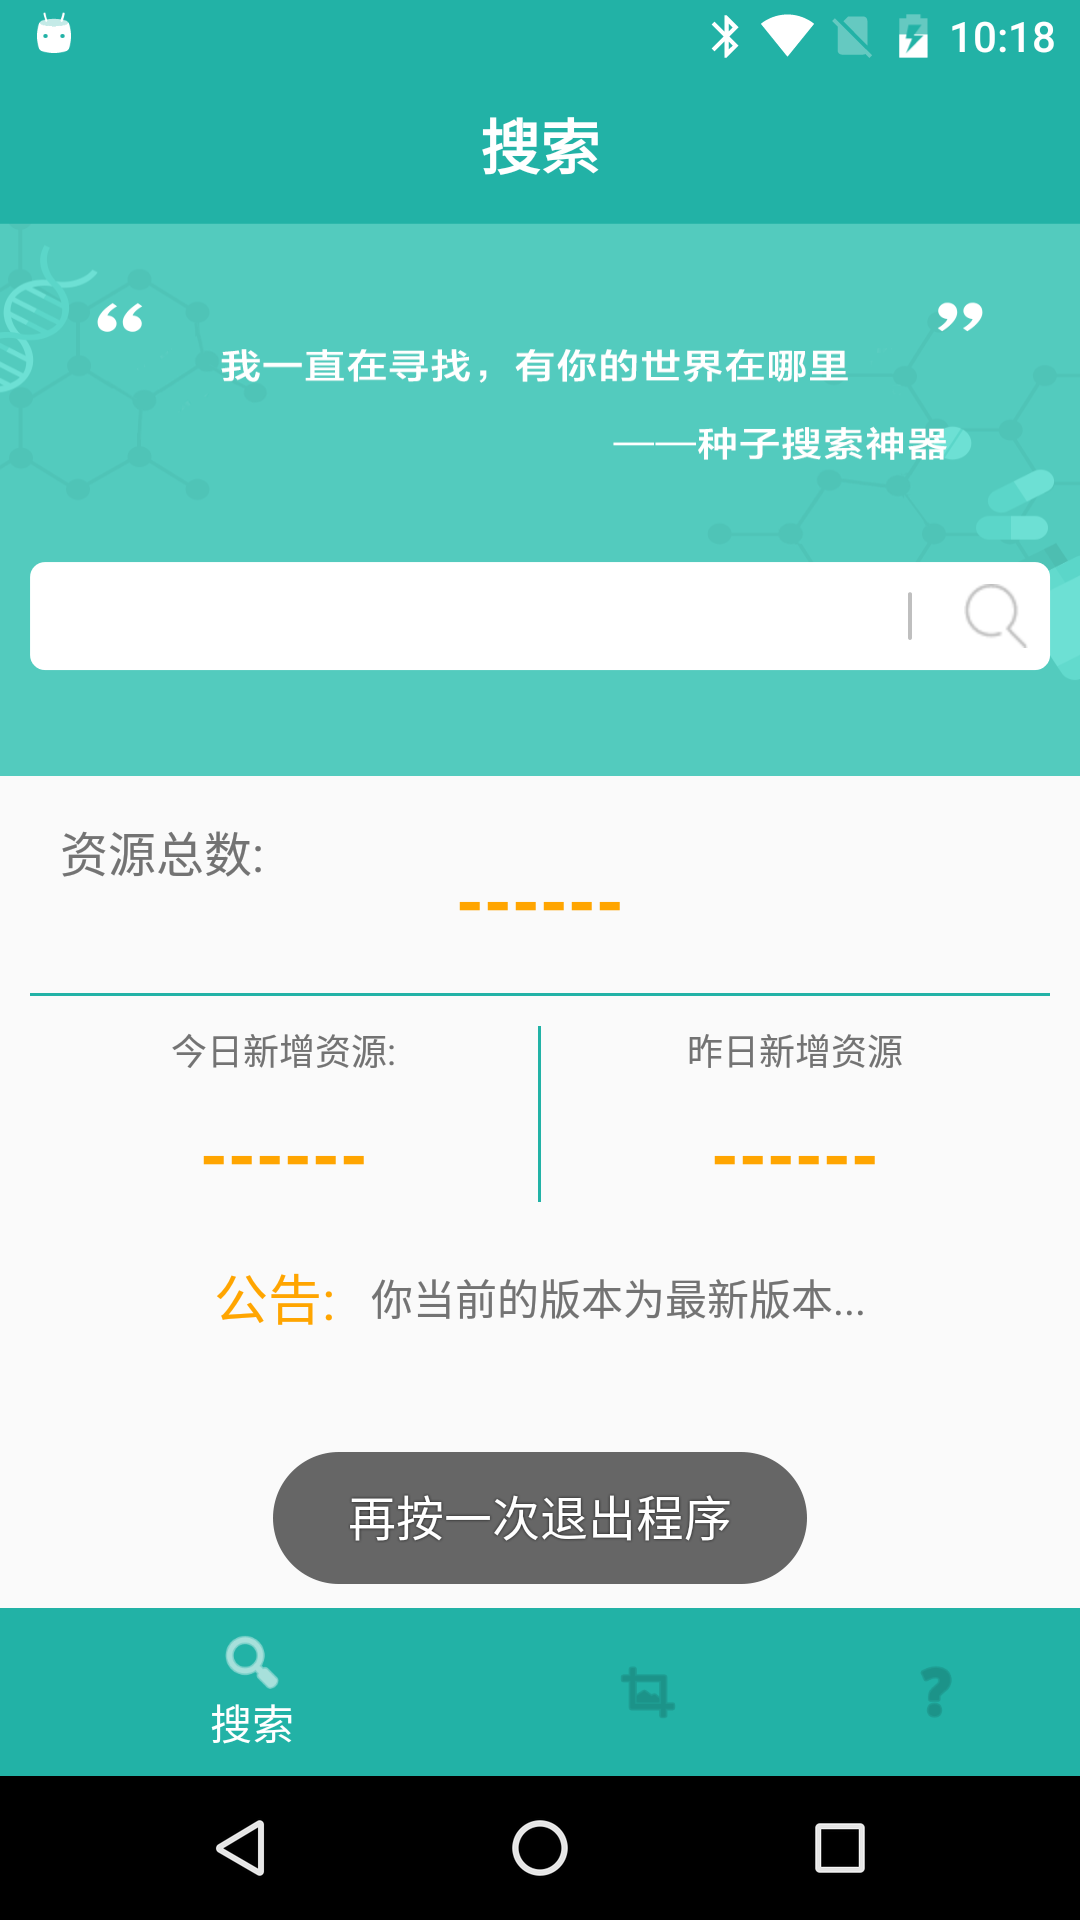 10:18
搜索
“ ”
我一直在寻找，有你的世界在哪里
——种子搜索神器
资源总数:
------
今日新增资源: 昨日新增资源
------ ------
公告: 你当前的版本为最新版本...
再按一次退出程序
搜索